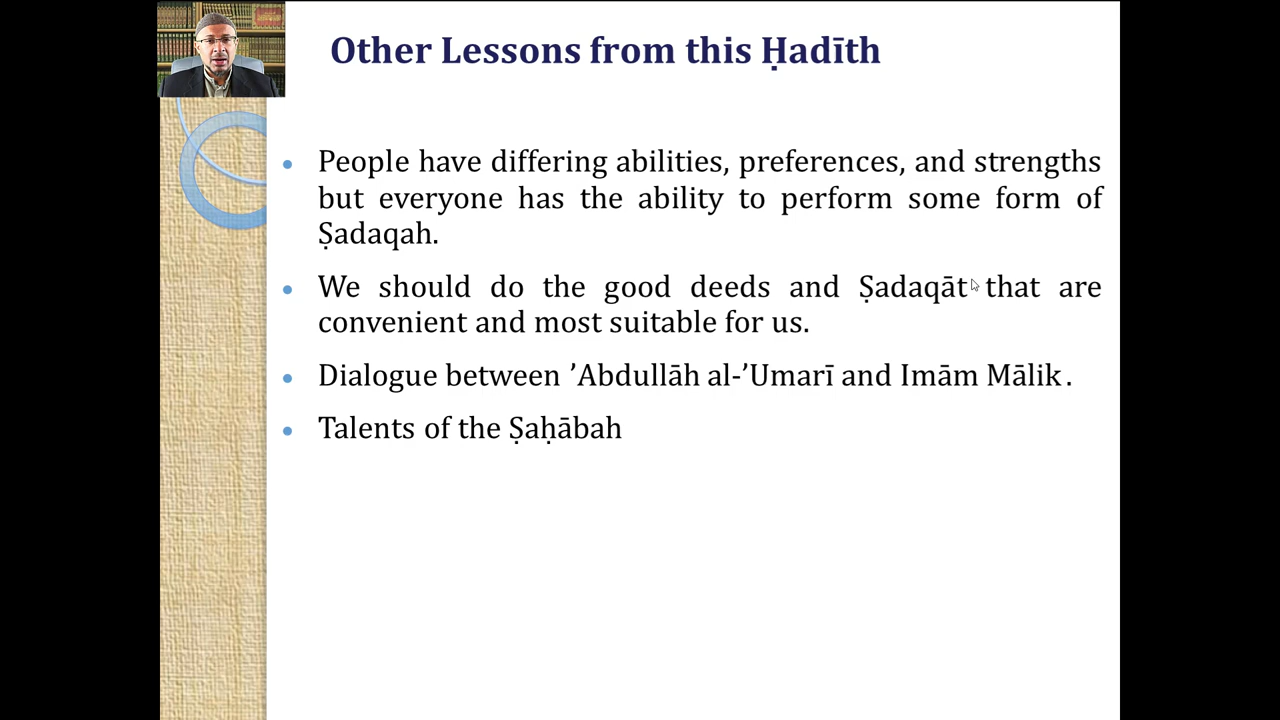 Other Lessons from this Ḥadīth
• People have differing abilities, preferences, and strengths
but everyone has the ability to perform some form of
Ṣadaqah.
• We should do the good deeds and Ṣadaqāt that are
convenient and most suitable for us.
• Dialogue between ’Abdullāh al-’Umarī and Imām Mālik.
• Talents of the Ṣaḥābah